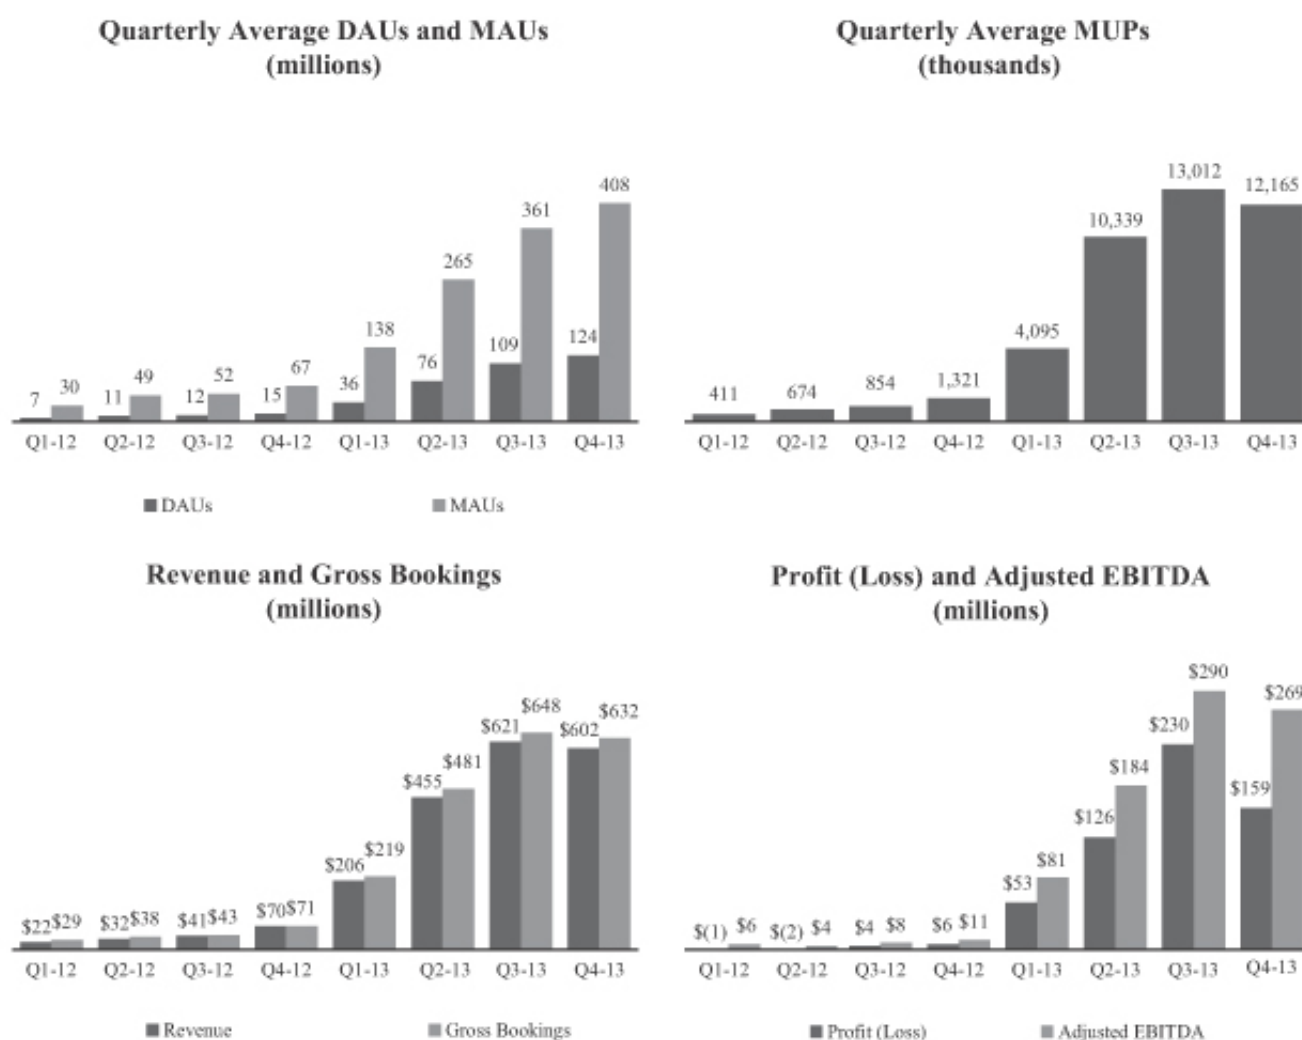 Quarterly Average DAUs and MAUs
(millions)
408
361
265
138
124
109
76
67
52
49
36
30
15
12
11
7
Q1-12 Q2-12 Q3-12 Q4-12 Q1-13 Q2-13 Q3-13 Q4-13
DAUs MAUs
Quarterly Average MUPs
(thousands)
13,012
12,165
10,339
4,095
1,321
854
674
411
Q1-12 Q2-12 Q3-12 Q4-12 Q1-13 Q2-13 Q3-13 Q4-13
Revenue and Gross Bookings
(millions)
$648
$632
$621
$602
$481
$455
$219
$206
$70 $71
$41 $43
$32 $38
$22 $29
Q1-12 Q2-12 Q3-12 Q4-12 Q1-13 Q2-13 Q3-13 Q4-13
Revenue Gross Bookings
Profit (Loss) and Adjusted EBITDA
(millions)
$290
$269
$230
$184
$159
$126
$81
$53
$(1) $6 $(2) $4 $4 $8 $6 $11
Q1-12 Q2-12 Q3-12 Q4-12 Q1-13 Q2-13 Q3-13 Q4-13
Profit (Loss) Adjusted EBITDA